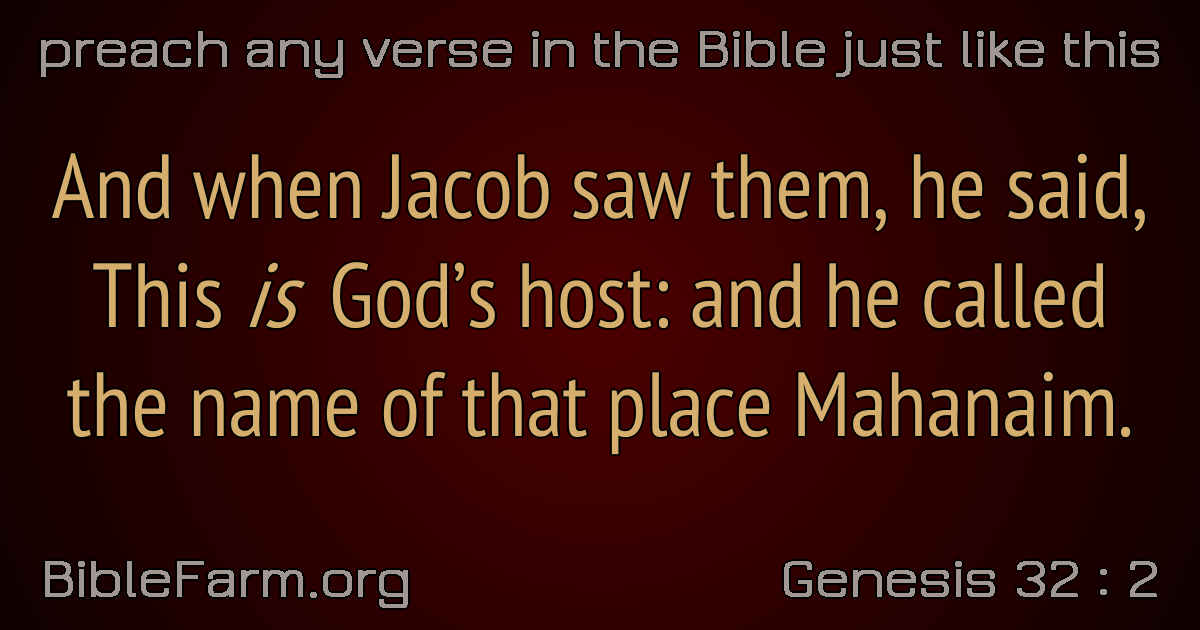 preach any verse in the Bible just like this
And when Jacob saw them, he said,
This is God’s host: and he called
the name of that place Mahanaim.
BibleFarm.org
Genesis 32 : 2